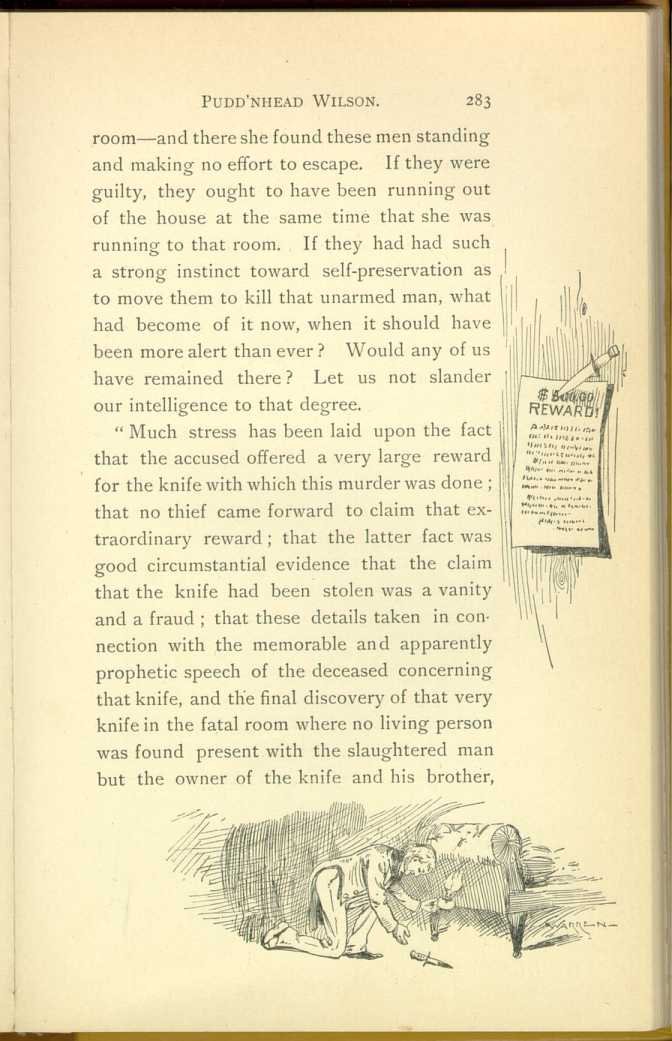 PUDD'NHEAD WILSON. 283
room—and there she found these men standing
and making no effort to escape. If they were
guilty, they ought to have been running out
of the house at the same time that she was
running to that room. If they had had such
a strong instinct toward self-preservation as
to move them to kill that unarmed man, what
had become of it now, when it should have
been more alert than ever? Would any of us
have remained there? Let us not slander
our intelligence to that degree.
“Much stress has been laid upon the fact
that the accused offered a very large reward
for the knife with which this murder was done;
that no thief came forward to claim that ex-
traordinary reward; that the latter fact was
good circumstantial evidence that the claim
that the knife had been stolen was a vanity
and a fraud; that these details taken in con-
nection with the memorable and apparently
prophetic speech of the deceased concerning
that knife, and the final discovery of that very
knife in the fatal room where no living person
was found present with the slaughtered man
but the owner of the knife and his brother,
REWARD!
WARREN